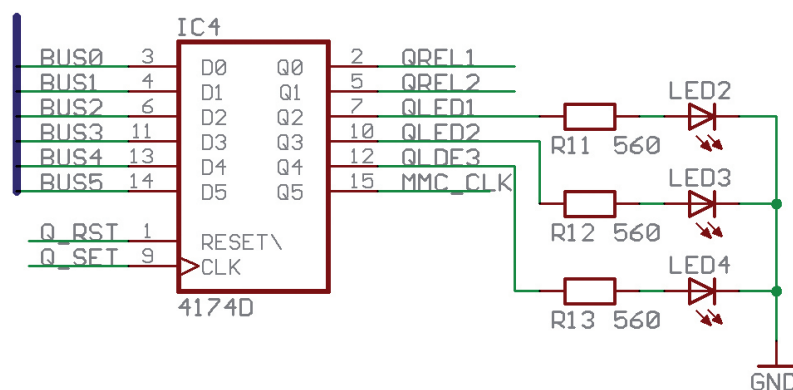 IC4
BUS0 3 D0 Q0 2 QREL1
BUS1 4 D1 Q1 5 QREL2
LED2
BUS2 6 D2 Q2 7 QLED1
BUS3 11 D3 Q3 10 QLED2
R11 560
BUS4 13 D4 Q4 12 QLDE3
LED3
BUS5 14 D5 Q5 15 MMC_CLK
Q_RST 1 RESET\
R12 560
Q_SET 9 CLK
LED4
4174D
R13 560
GND